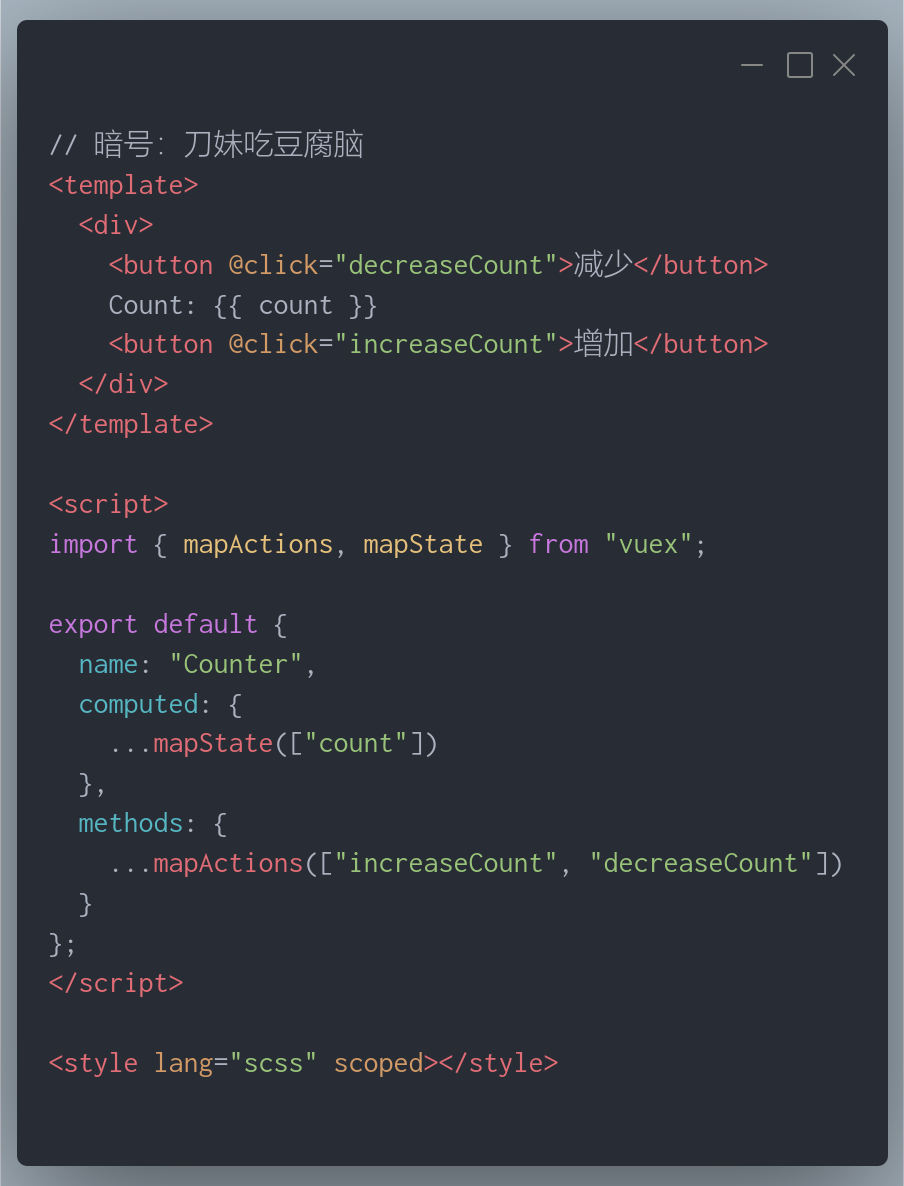 // 暗号：刀妹吃豆腐脑
<template>
  <div>
    <button @click="decreaseCount">减少</button>
    Count: {{ count }}
    <button @click="increaseCount">增加</button>
  </div>
</template>

<script>
import { mapActions, mapState } from "vuex";

export default {
  name: "Counter",
  computed: {
    ...mapState(["count"])
  },
  methods: {
    ...mapActions(["increaseCount", "decreaseCount"])
  }
};
</script>

<style lang="scss" scoped></style>